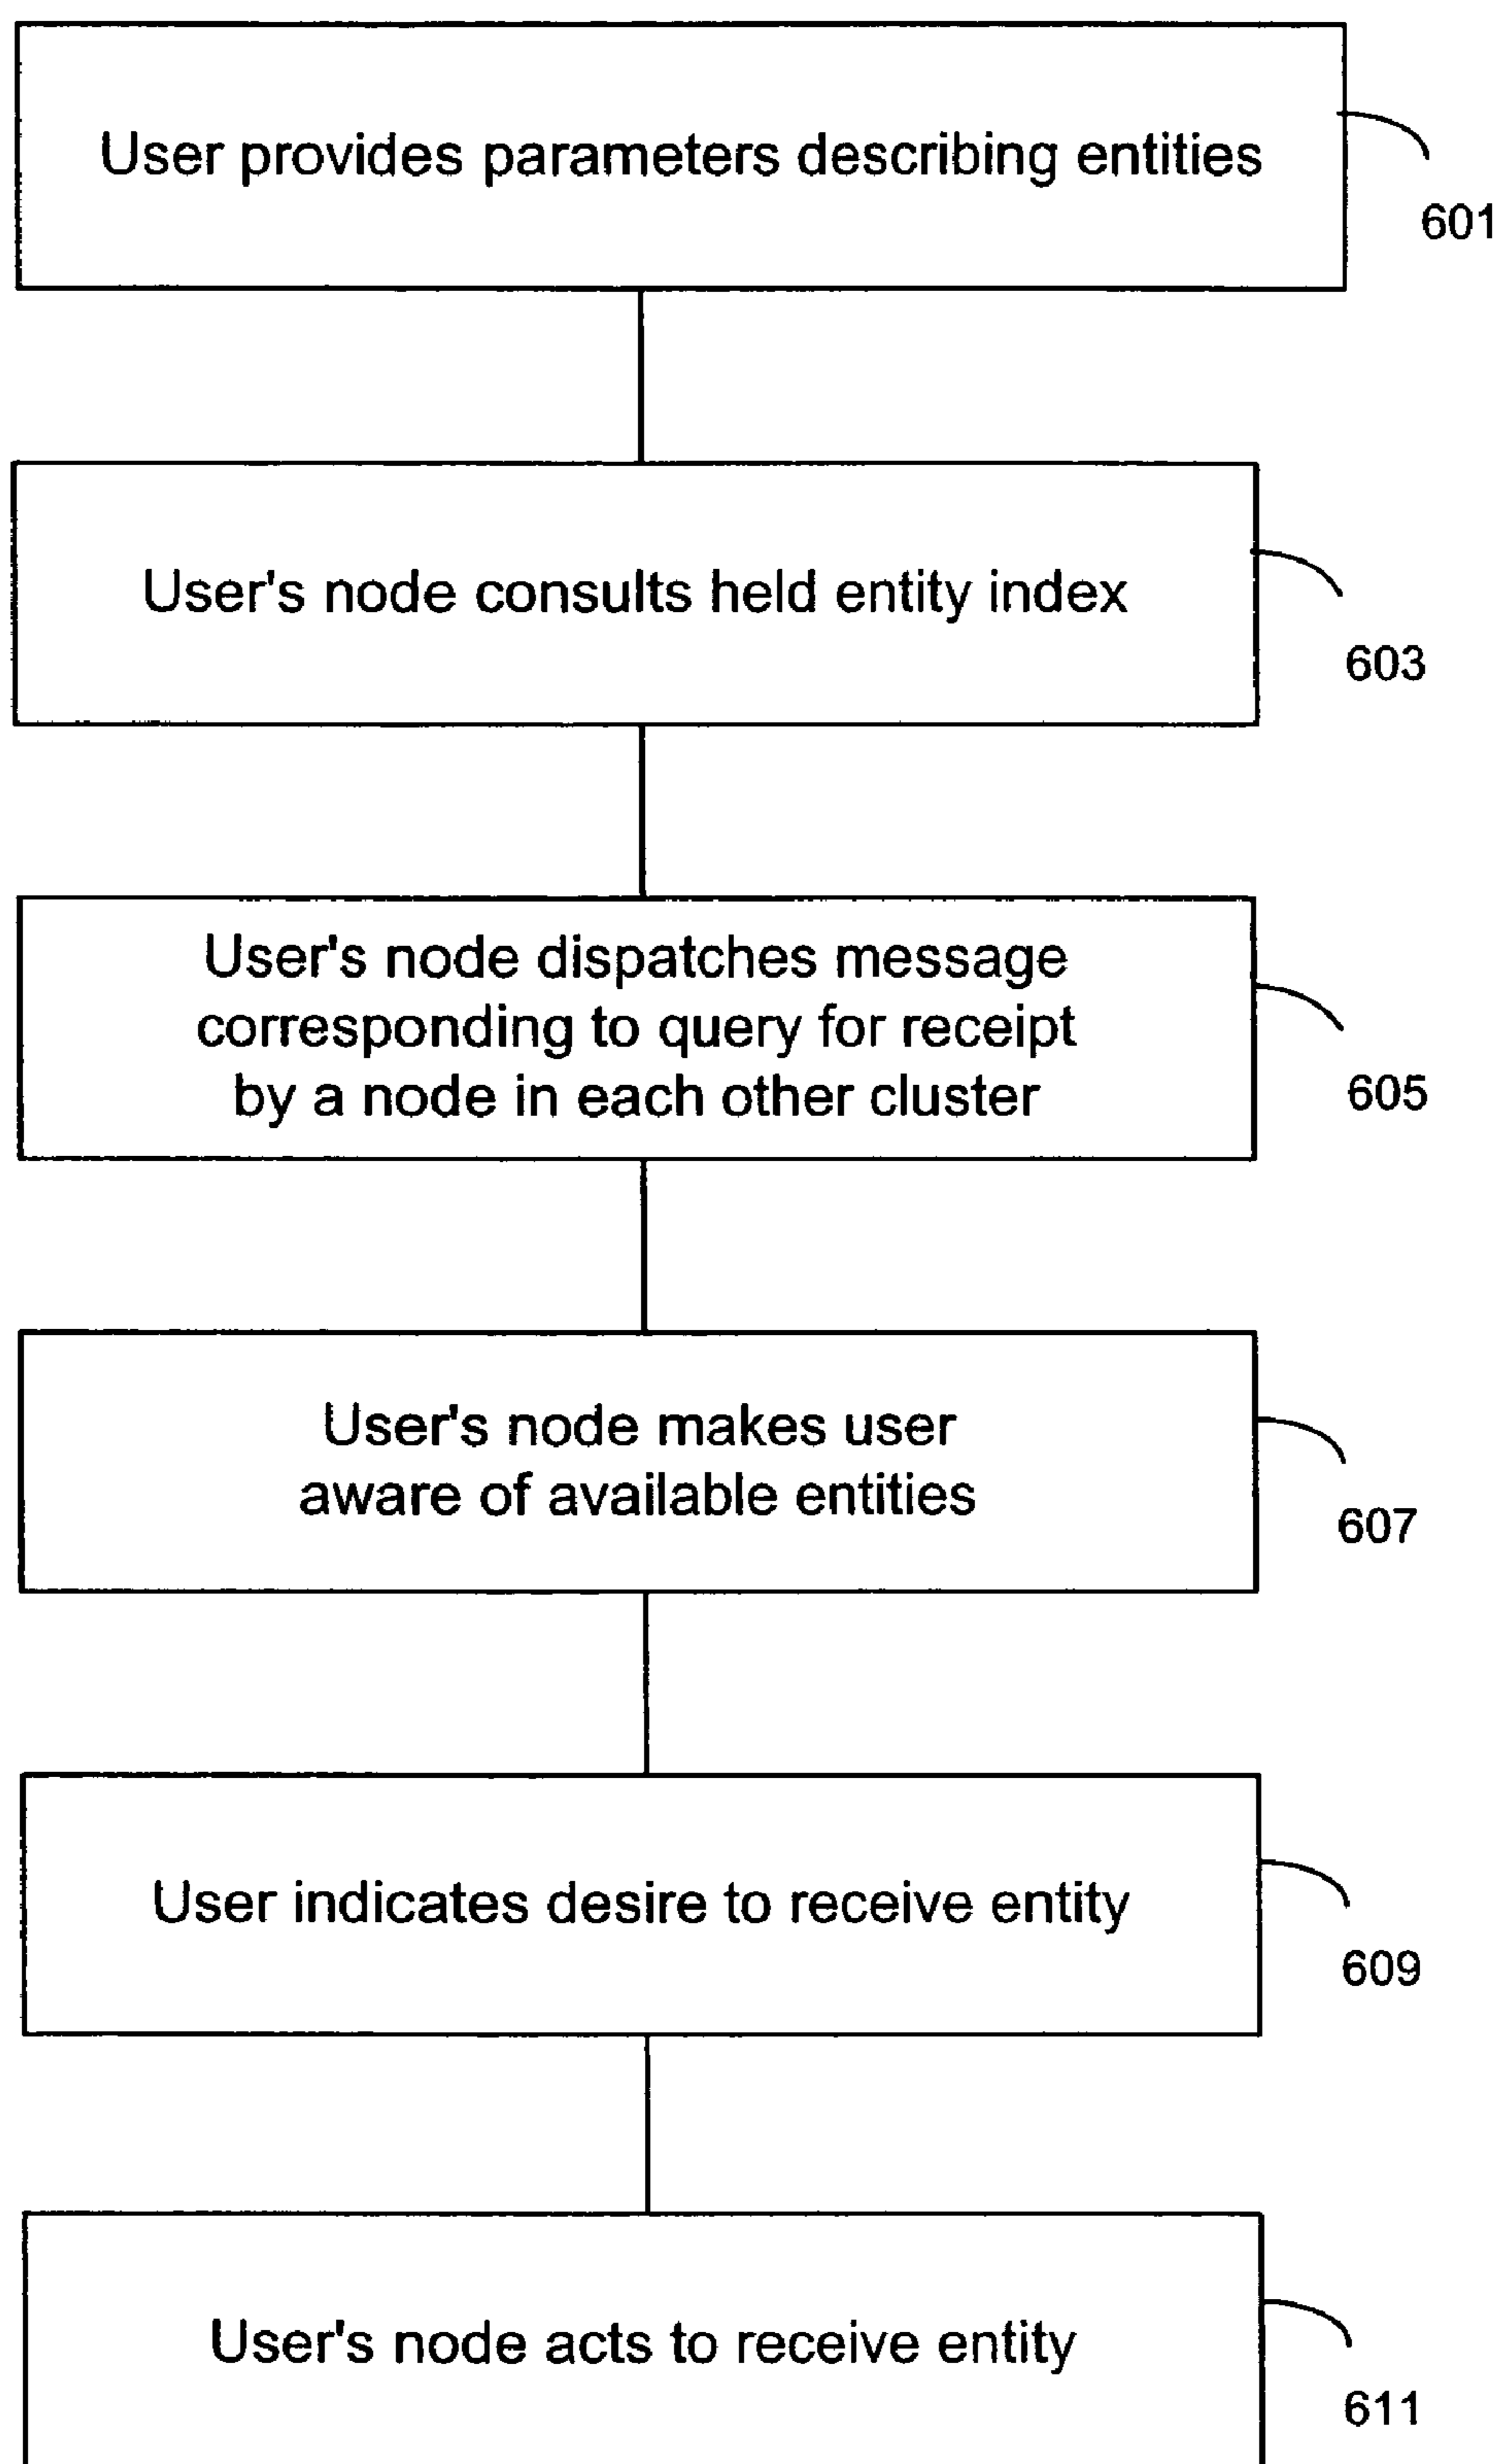 User provides parameters describing entities
601
User's node consults held entity index
603
User's node dispatches message
corresponding to query for receipt
by a node in each other cluster
605
User's node makes user
aware of available entities
607
User indicates desire to receive entity
609
User's node acts to receive entity
611